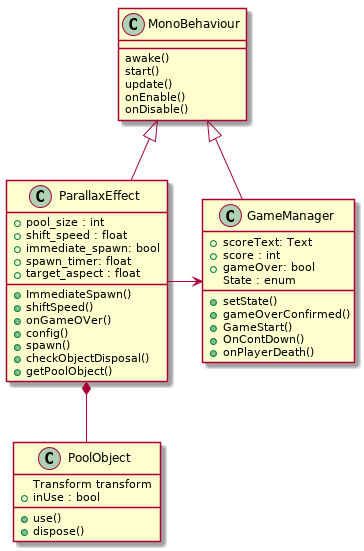 C MonoBehaviour
awake()
start()
update()
onEnable()
onDisable()
C ParallaxEffect
pool_size : int
shift_speed : float
immediate_spawn: bool
spawn_timer: float
target_aspect : float
ImmediateSpawn()
shiftSpeed()
onGameOVer()
config()
spawn()
checkObjectDisposal()
getPoolObject()
C GameManager
scoreText: Text
score : int
gameOver: bool
State : enum
setState()
gameOverConfirmed()
GameStart()
OnContDown()
onPlayerDeath()
C PoolObject
Transform transform
inUse : bool
use()
dispose()